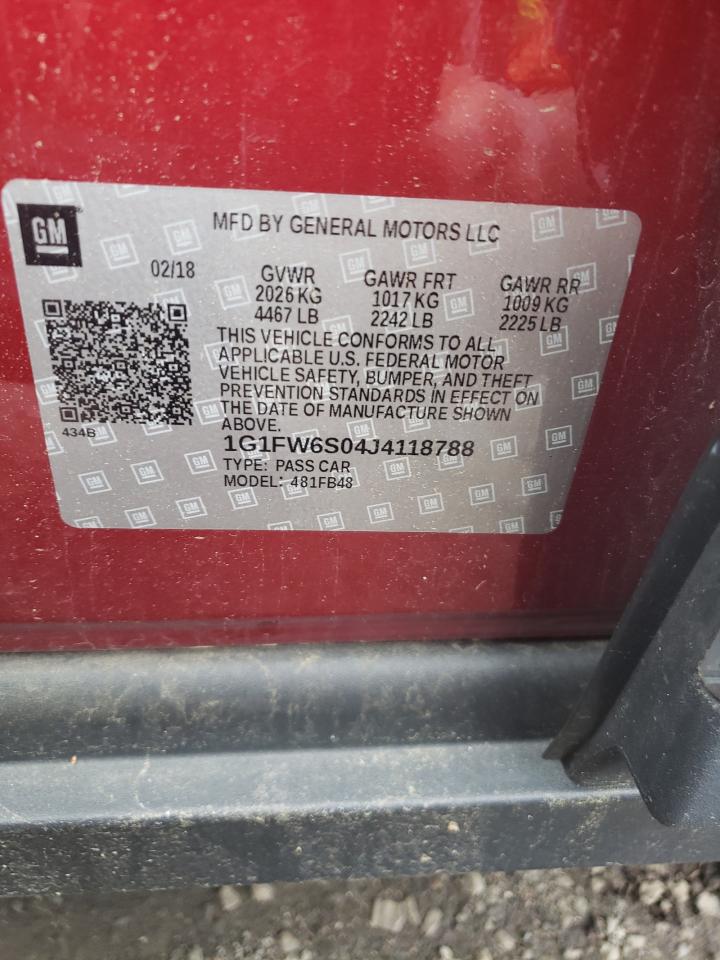 GM
MFD BY GENERAL MOTORS LLC
02/18
GVWR GAWR FRT GAWR RR
2026 KG 1017 KG 1009 KG
4467 LB 2242 LB 2225 LB
THIS VEHICLE CONFORMS TO ALL
APPLICABLE U.S. FEDERAL MOTOR
VEHICLE SAFETY, BUMPER, AND THEFT
PREVENTION STANDARDS IN EFFECT ON
THE DATE OF MANUFACTURE SHOWN
ABOVE.
434B
1G1FW6S04J4118788
TYPE: PASS CAR
MODEL: 481FB48